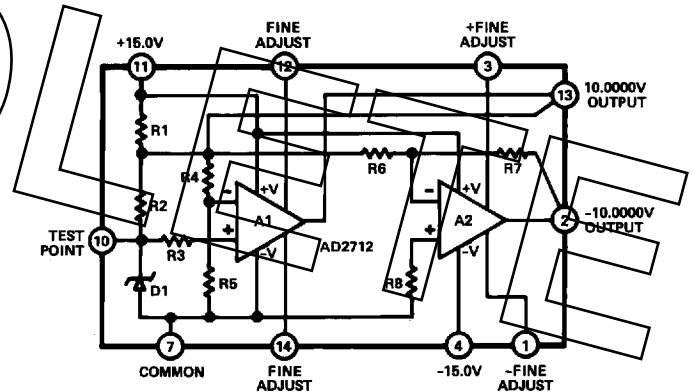 FINE
ADJUST
+FINE
ADJUST
+15.0V
11
12
3
13
10.0000V
OUTPUT
R1
R4
R6
R7
R2
+V
+V
–
–
A1
A2
2
–10.0000V
OUTPUT
TEST
POINT
10
R3
+
+
AD2712
–V
–V
D1
R5
R8
7
14
4
1
COMMON
FINE
ADJUST
–15.0V
–FINE
ADJUST
OBSOLETE